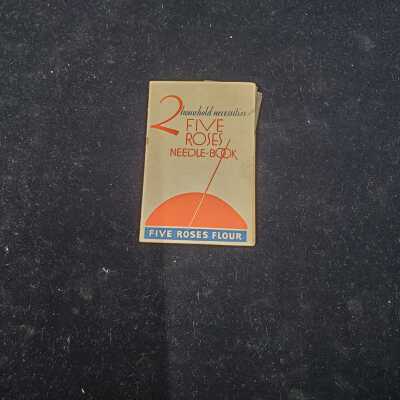 2 household necessities
FIVE
ROSES
NEEDLE-BOOK
FIVE ROSES FLOUR